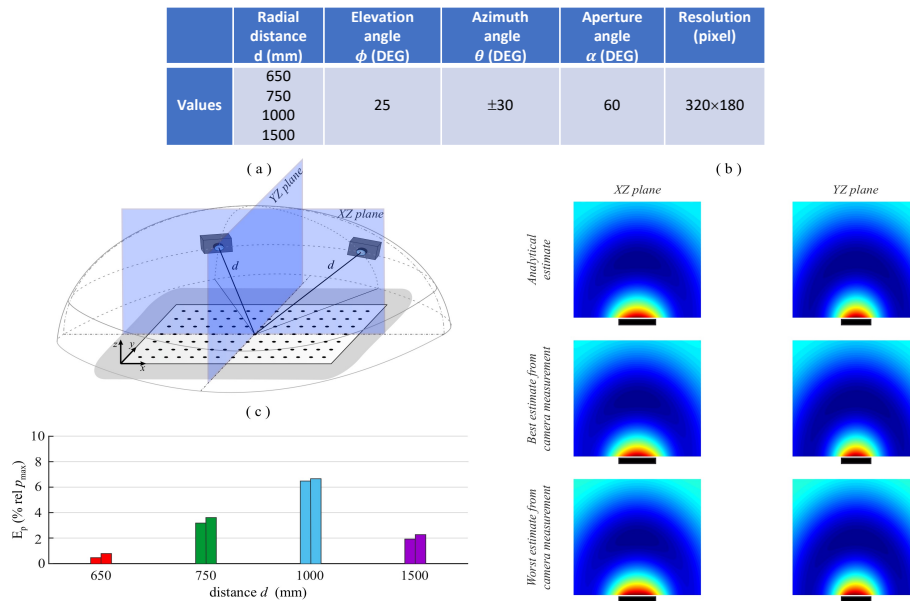 Radial distance d (mm)
Elevation angle ϕ (DEG)
Azimuth angle θ (DEG)
Aperture angle α (DEG)
Resolution (pixel)
Values
650
750
1000
1500
25
±30
60
320×180
( a )
( b )
YZ plane
XZ plane
d
d
z
y
x
( c )
XZ plane
YZ plane
Analytical estimate
Best estimate from camera measurement
Worst estimate from camera measurement
E_p (% rel p_max)
10
8
6
4
2
0
650
750
1000
1500
distance d (mm)